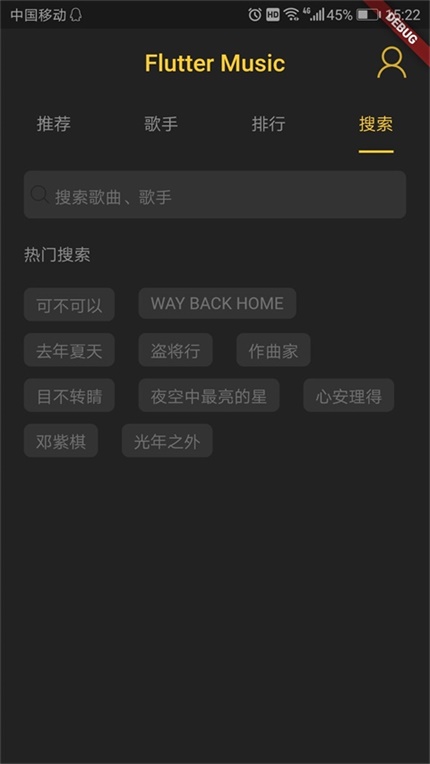 中国移动 HD 4G 45% 15:22
DEBUG
Flutter Music
推荐 歌手 排行 搜索
搜索歌曲、歌手
热门搜索
可不可以 WAY BACK HOME
去年夏天 盗将行 作曲家
目不转睛 夜空中最亮的星 心安理得
邓紫棋 光年之外